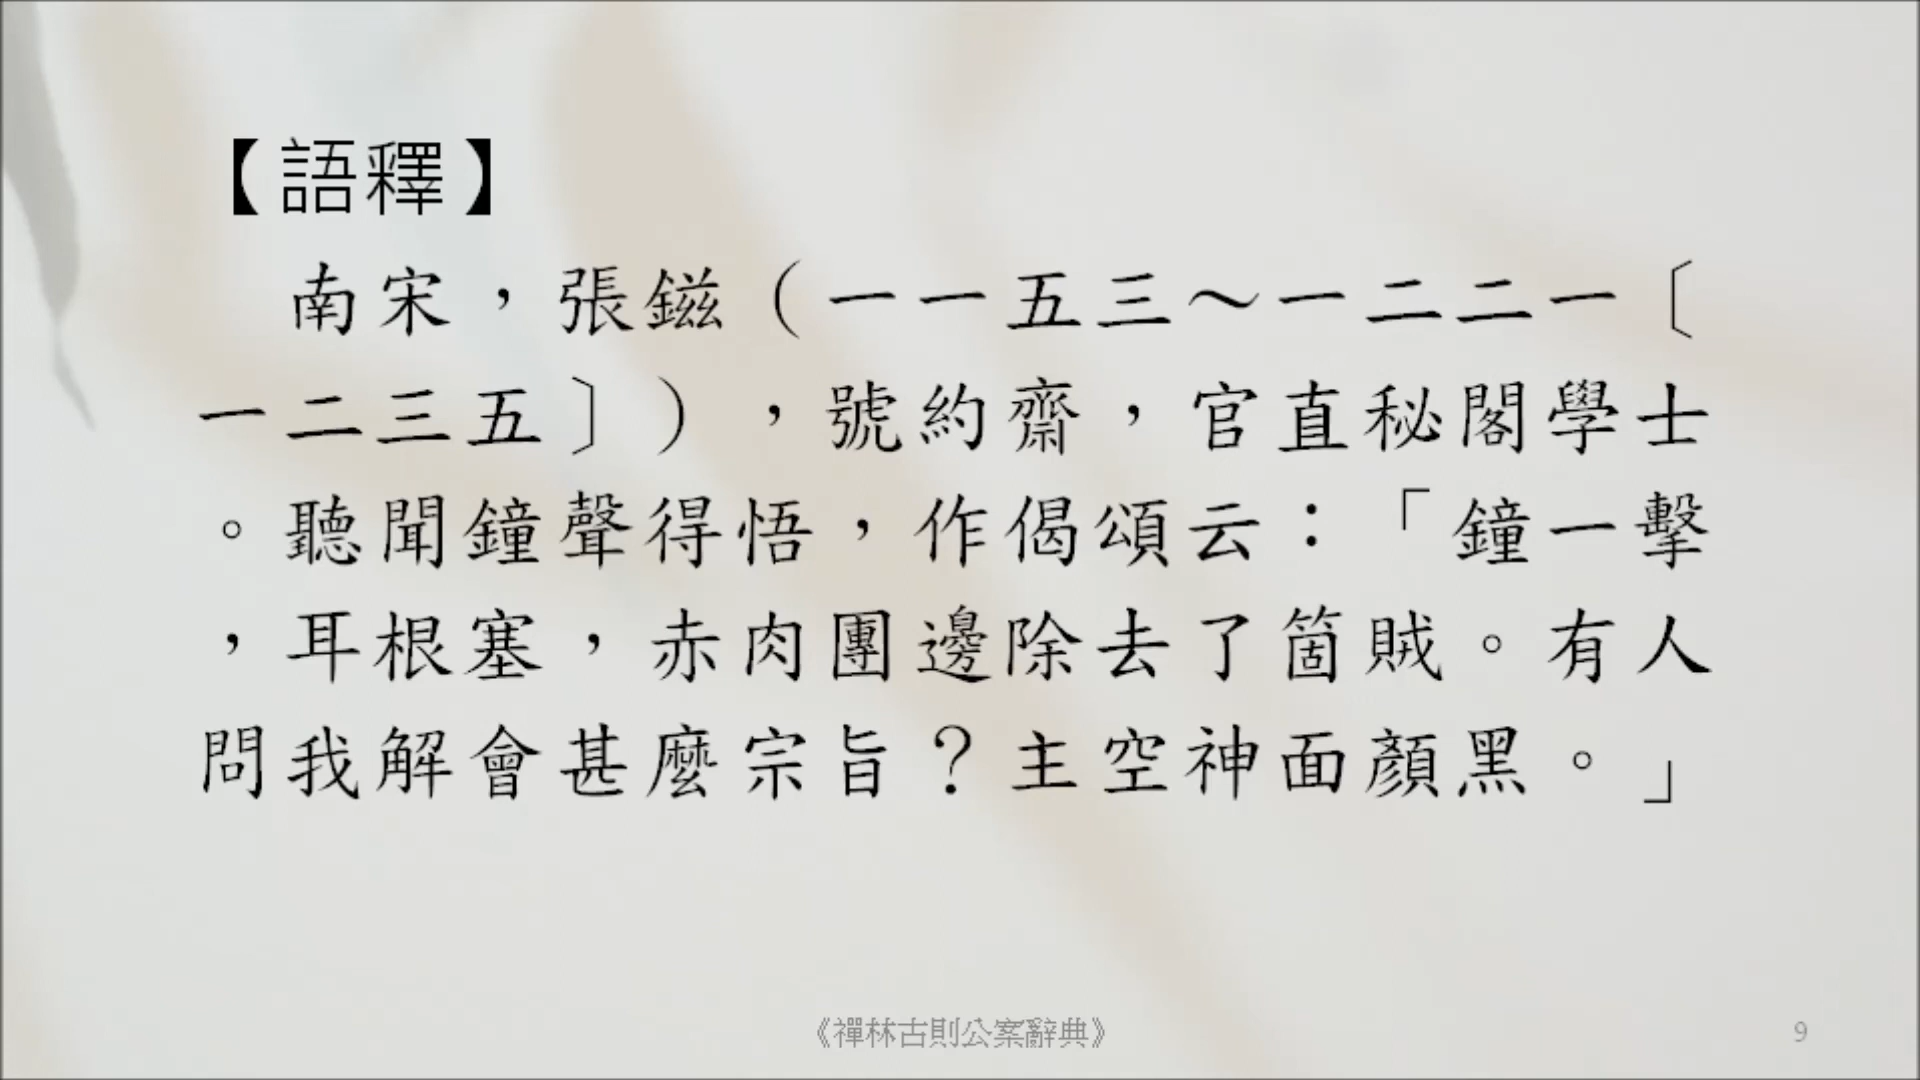 【語釋】
南宋，張鎡（一一五三～一二二一〔
一二三五〕），號約齋，官直秘閣學士
。聽聞鐘聲得悟，作偈頌云：「鐘一擊
，耳根塞，赤肉團邊除去了箇賊。有人
問我解會甚麼宗旨？主空神面顏黑。」
《禪林古則公案辭典》
9